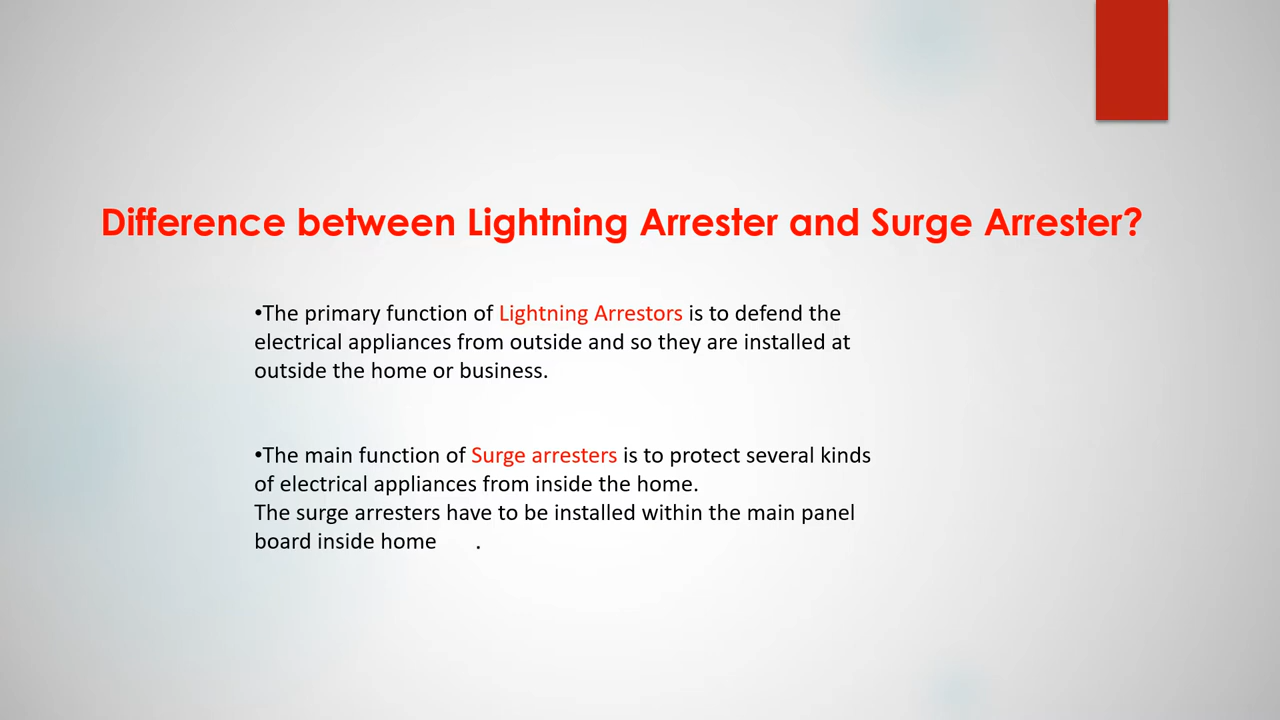 Difference between Lightning Arrester and Surge Arrester?
•The primary function of Lightning Arrestors is to defend the
electrical appliances from outside and so they are installed at
outside the home or business.
•The main function of Surge arresters is to protect several kinds
of electrical appliances from inside the home.
The surge arresters have to be installed within the main panel
board inside home .